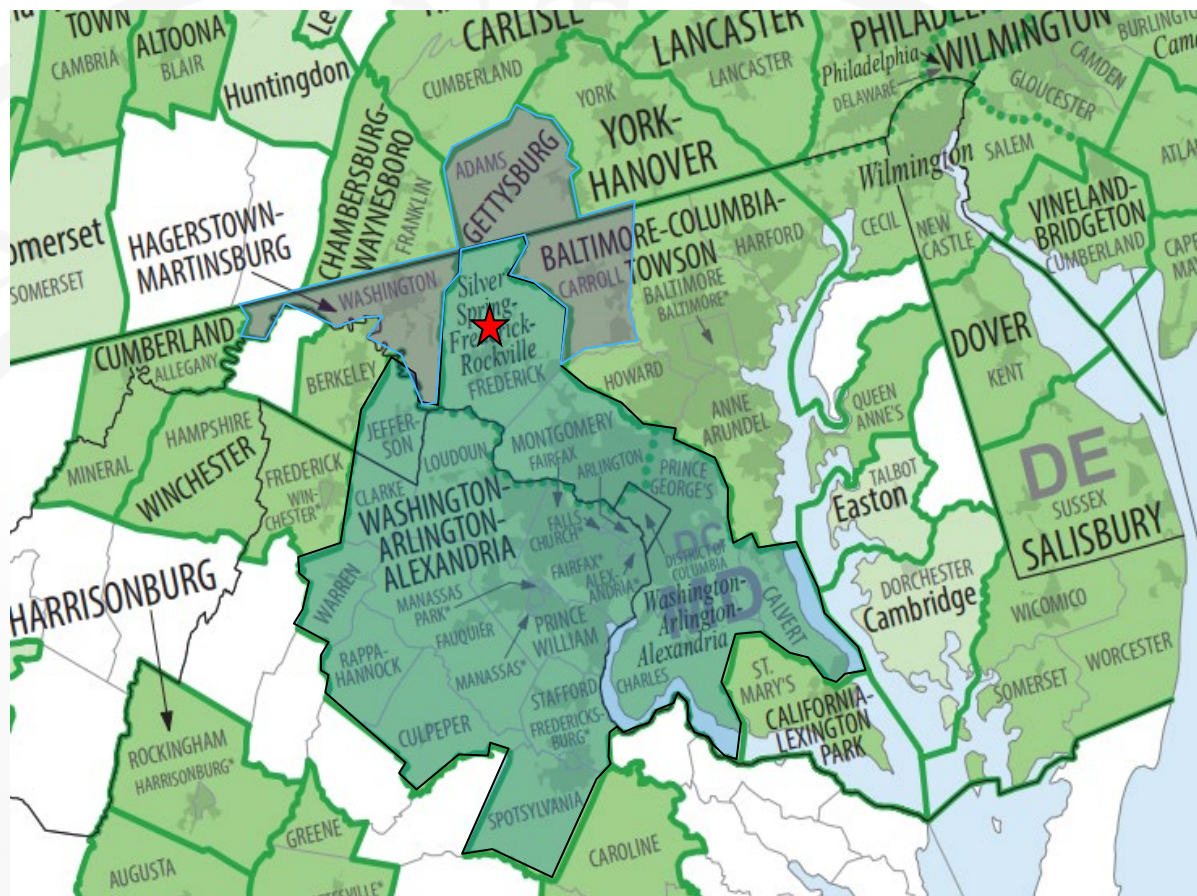 TOWN
CAMBRIA
ALTOONA
BLAIR
Le
Huntingdon
CARLISLE
CUMBERLAND
LANCASTER
LANCASTER
Philadelphia
WILMINGTON
DELAWARE
BURLINGTON
CAMDEN
GLOUCESTER
YORK
YORK-
HANOVER
ADAMS
GETTYSBURG
CHAMBERSBURG-
WAYNESBORO
FRANKLIN
HAGERSTOWN-
MARTINSBURG
omerset
SOMERSET
Wilmington
SALEM
VINELAND-
BRIDGETON
CUMBERLAND
CECIL
NEW
CASTLE
BALTIMORE-COLUMBIA-
TOWSON
HARFORD
CARROLL
BALTIMORE
BALTIMORE*
WASHINGTON
Silver
Spring-
Frederick-
Rockville
FREDERICK
CUMBERLAND
ALLEGANY
BERKELEY
HOWARD
ANNE
ARUNDEL
QUEEN
ANNE'S
DOVER
KENT
HAMPSHIRE
MINERAL
WINCHESTER
FREDERICK
WIN-
CHESTER*
JEFFER-
SON
LOUDOUN
CLARKE
MONTGOMERY
FAIRFAX
ARLINGTON
PRINCE
GEORGE'S
TALBOT
Easton
DE
SUSSEX
SALISBURY
WASHINGTON-
ARLINGTON-
ALEXANDRIA
FALLS
CHURCH*
FAIRFAX*
ALEX-
ANDRIA*
DC
DISTRICT OF
COLUMBIA
MD
Washington-
Arlington-
Alexandria
CALVERT
WARREN
MANASSAS
PARK*
FAUQUIER
PRINCE
WILLIAM
MANASSAS*
RAPPA-
HANNOCK
HARRISONBURG
DORCHESTER
Cambridge
WICOMICO
WORCESTER
SOMERSET
CHARLES
ST.
MARY'S
CALIFORNIA-
LEXINGTON
PARK
STAFFORD
FREDERICKS-
BURG*
CULPEPER
SPOTSYLVANIA
ROCKINGHAM
HARRISONBURG*
GREENE
AUGUSTA
CAROLINE